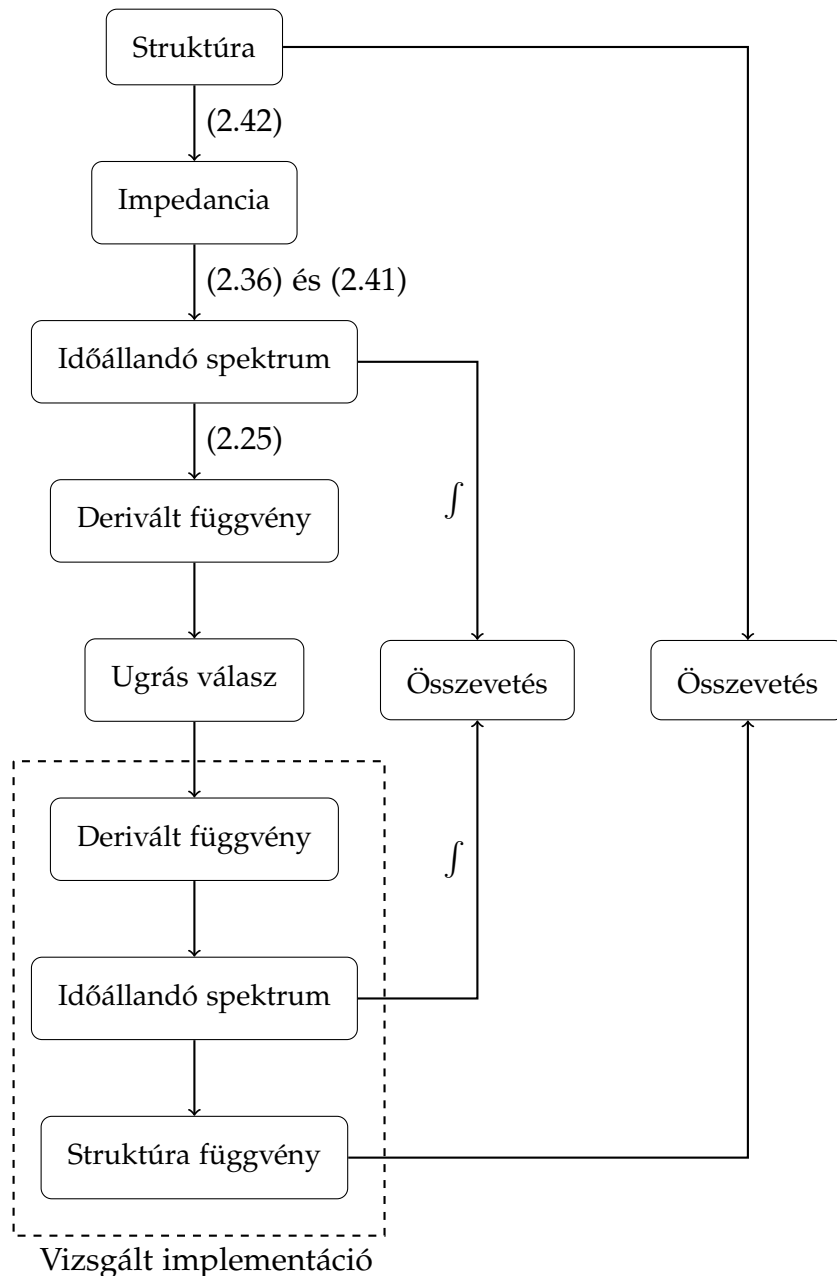 Struktúra
(2.42)
Impedancia
(2.36) és (2.41)
Időállandó spektrum
(2.25)
Derivált függvény
∫
Ugrás válasz
Összevetés
Összevetés
Derivált függvény
∫
Időállandó spektrum
Struktúra függvény
Vizsgált implementáció